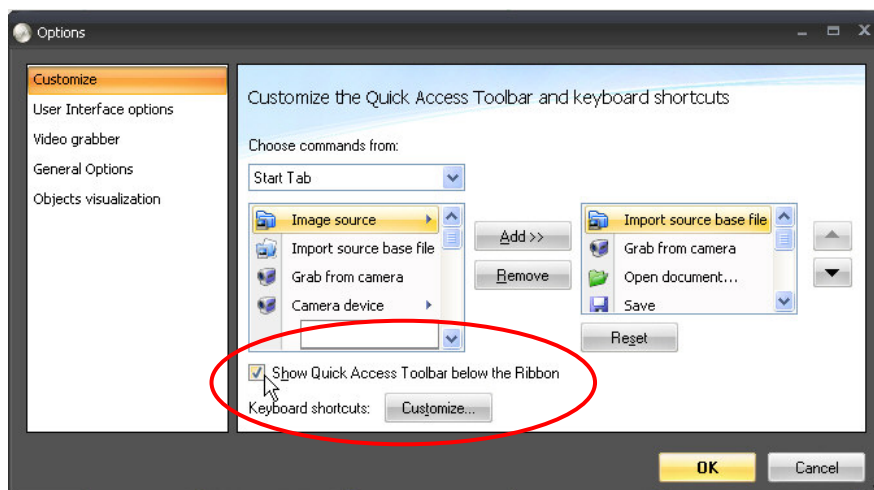 Options
Customize
User Interface options
Video grabber
General Options
Objects visualization
Customize the Quick Access Toolbar and keyboard shortcuts
Choose commands from:
Start Tab
Image source
Import source base file
Grab from camera
Camera device
Add >>
Remove
Import source base file
Grab from camera
Open document...
Save
Reset
Show Quick Access Toolbar below the Ribbon
Keyboard shortcuts: Customize...
OK Cancel